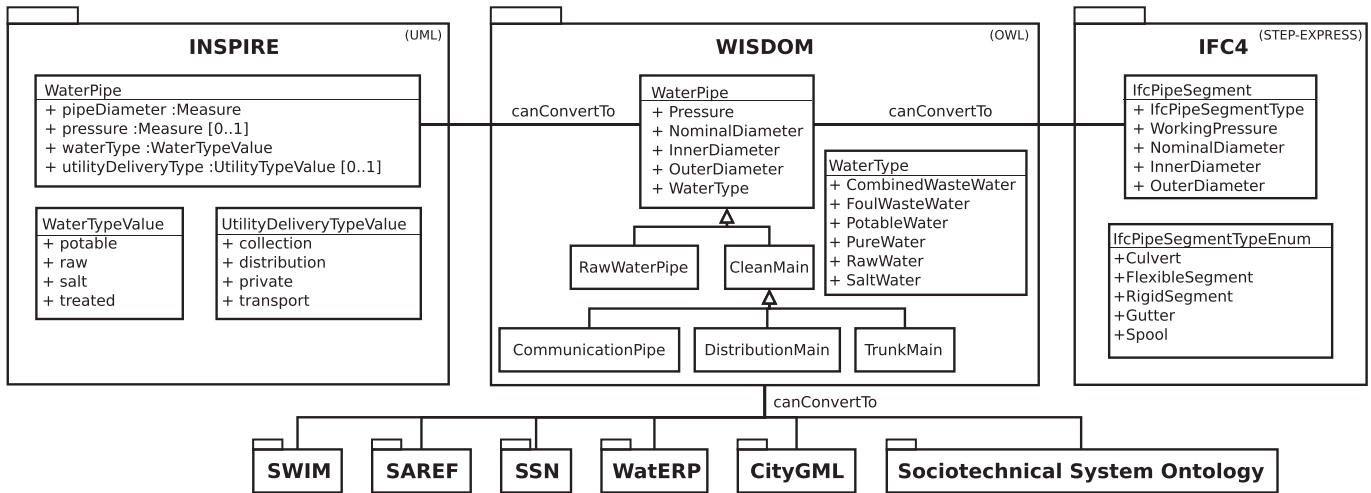 INSPIRE
(UML)
WaterPipe
+ pipeDiameter :Measure
+ pressure :Measure [0..1]
+ waterType :WaterTypeValue
+ utilityDeliveryType :UtilityTypeValue [0..1]
WaterTypeValue
+ potable
+ raw
+ salt
+ treated
UtilityDeliveryTypeValue
+ collection
+ distribution
+ private
+ transport
canConvertTo
WISDOM
(OWL)
WaterPipe
+ Pressure
+ NominalDiameter
+ InnerDiameter
+ OuterDiameter
+ WaterType
WaterType
+ CombinedWasteWater
+ FoulWasteWater
+ PotableWater
+ PureWater
+ RawWater
+ SaltWater
RawWaterPipe
CleanMain
CommunicationPipe
DistributionMain
TrunkMain
canConvertTo
IFC4
(STEP-EXPRESS)
IfcPipeSegment
+ IfcPipeSegmentType
+ WorkingPressure
+ NominalDiameter
+ InnerDiameter
+ OuterDiameter
IfcPipeSegmentTypeEnum
+Culvert
+FlexibleSegment
+RigidSegment
+Gutter
+Spool
canConvertTo
SWIM
SAREF
SSN
WatERP
CityGML
Sociotechnical System Ontology